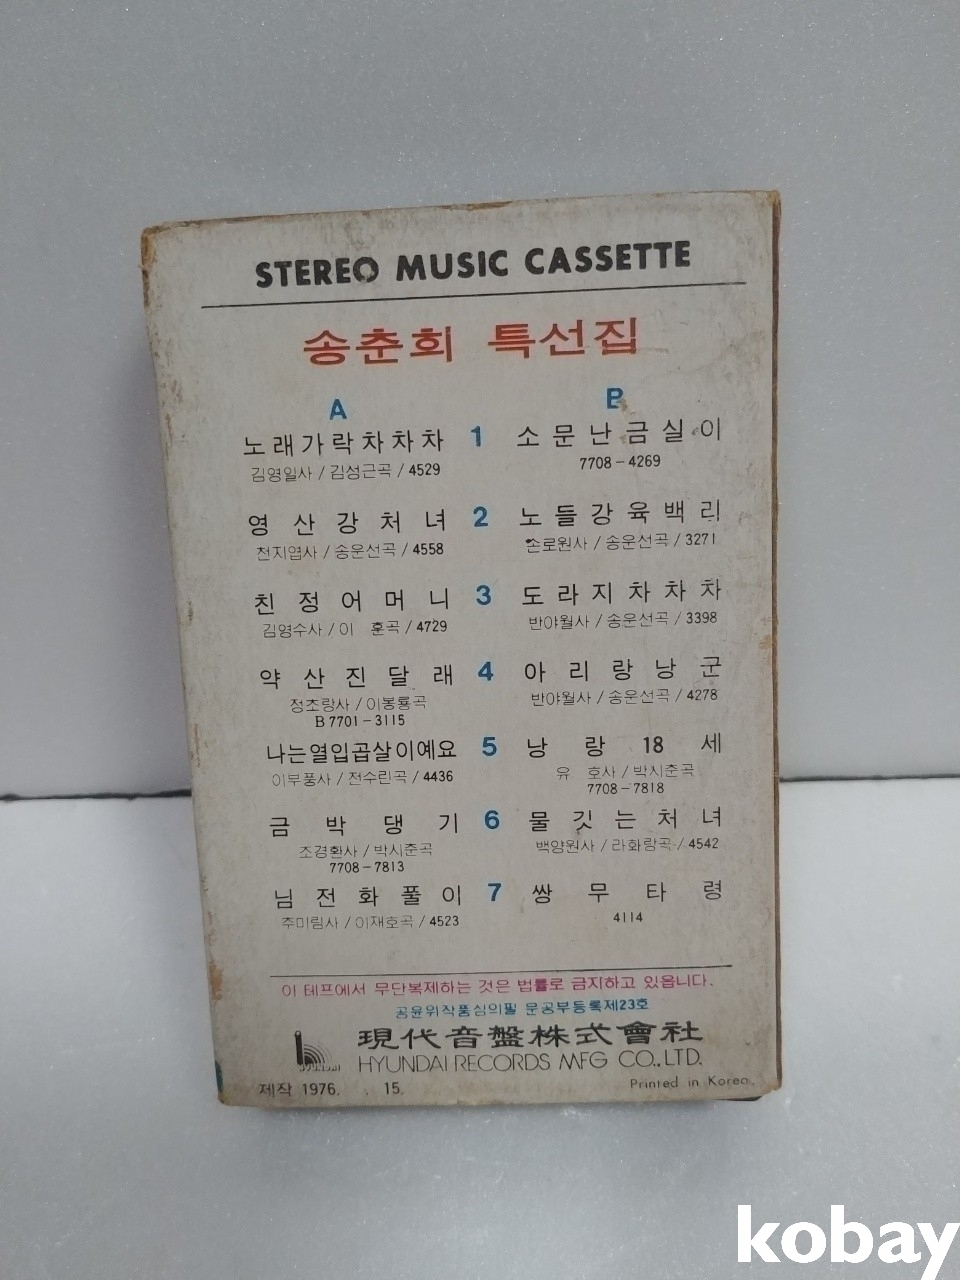 STEREO MUSIC CASSETTE
송춘희 특선집
A B
노래가락차차차 1 소문난금실이
김영일사 / 김성근곡 / 4529 7708-4269
영산강처녀 2 노들강육백리
천지엽사 / 송운선곡 / 4558 손로원사 / 송운선곡 / 3271
친정어머니 3 도라지차차차
김영수사 / 이 훈곡 / 4729 반야월사 / 송운선곡 / 3398
약산진달래 4 아리랑낭군
정초랑사 / 이봉룡곡 반야월사 / 송운선곡 / 4278
B 7701-3115
나는열입곱살이예요 5 낭랑 18 세
이부풍사 / 전수린곡 / 4436 유 호사 / 박시춘곡
7708-7818
금박댕기 6 물깃는처녀
조경환사 / 박시춘곡 백양원사 / 라화랑곡 / 4542
7708-7813
님전화풀이 7 쌍무타령
추미림사 / 이재호곡 / 4523 4114
이 테프에서 무단복제하는 것은 법률로 금지하고 있읍니다.
공윤위작품심의필 문공부등록제23호
現代音盤株式會社
HYUNDAI
HYUNDAI RECORDS MFG CO., LTD.
제작 1976. . 15. Printed in Korea.
kobay